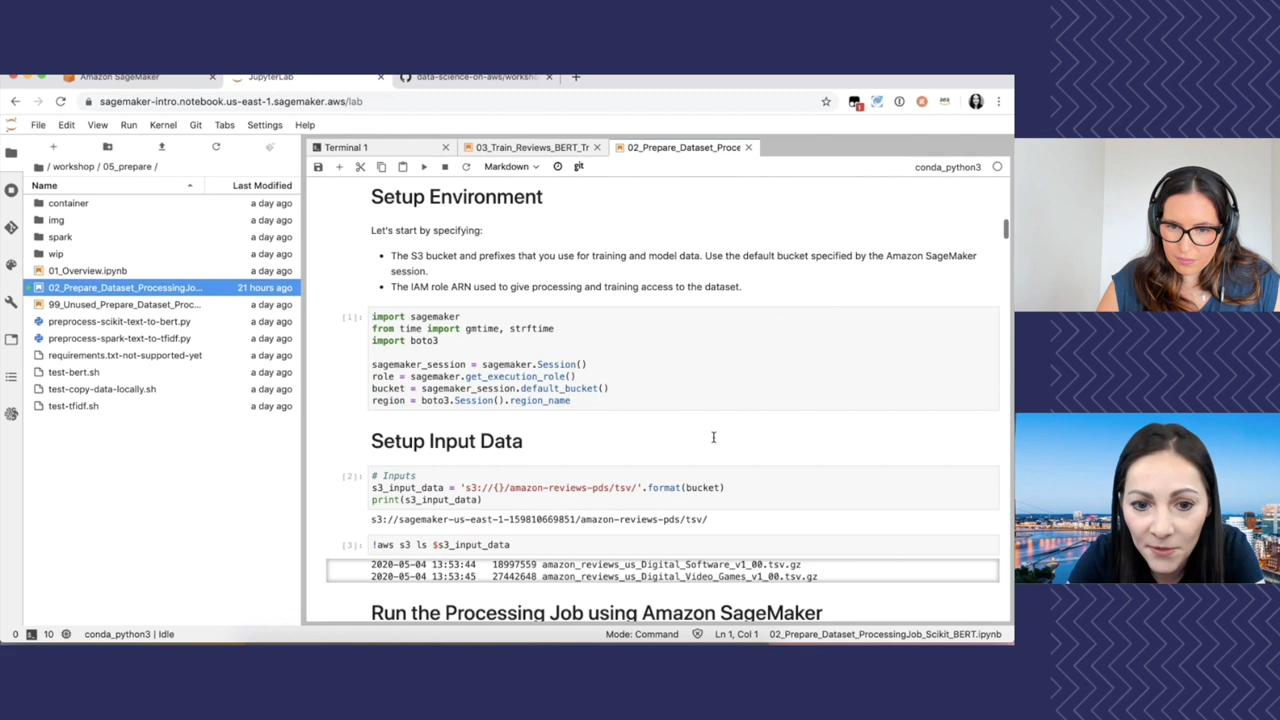 Amazon SageMaker
JupyterLab
data-science-on-aws/worksh
sagemaker-intro.notebook.us-east-1.sagemaker.aws/lab
File Edit View Run Kernel Git Tabs Settings Help
Terminal 1
03_Train_Reviews_BERT_Tr
02_Prepare_Dataset_Proce
/ workshop / 05_prepare /
Markdown
git
conda_python3
Name Last Modified
container a day ago
img a day ago
spark a day ago
wip a day ago
01_Overview.ipynb a day ago
02_Prepare_Dataset_ProcessingJo... 21 hours ago
99_Unused_Prepare_Dataset_Proc... a day ago
preprocess-scikit-text-to-bert.py a day ago
preprocess-spark-text-to-tfidf.py a day ago
requirements.txt-not-supported-yet a day ago
test-bert.sh a day ago
test-copy-data-locally.sh a day ago
test-tfidf.sh a day ago
Setup Environment
Let's start by specifying:
• The S3 bucket and prefixes that you use for training and model data. Use the default bucket specified by the Amazon SageMaker
session.
• The IAM role ARN used to give processing and training access to the dataset.
[1]: import sagemaker
from time import gmtime, strftime
import boto3
sagemaker_session = sagemaker.Session()
role = sagemaker.get_execution_role()
bucket = sagemaker_session.default_bucket()
region = boto3.Session().region_name
Setup Input Data
[2]: # Inputs
s3_input_data = 's3://{}/amazon-reviews-pds/tsv/'.format(bucket)
print(s3_input_data)
s3://sagemaker-us-east-1-159810669851/amazon-reviews-pds/tsv/
[3]: !aws s3 ls $s3_input_data
2020-05-04 13:53:44 18997559 amazon_reviews_us_Digital_Software_v1_00.tsv.gz
2020-05-04 13:53:45 27442648 amazon_reviews_us_Digital_Video_Games_v1_00.tsv.gz
Run the Processing Job using Amazon SageMaker
0 10 conda_python3 | Idle
Mode: Command Ln 1, Col 1 02_Prepare_Dataset_ProcessingJob_Scikit_BERT.ipynb